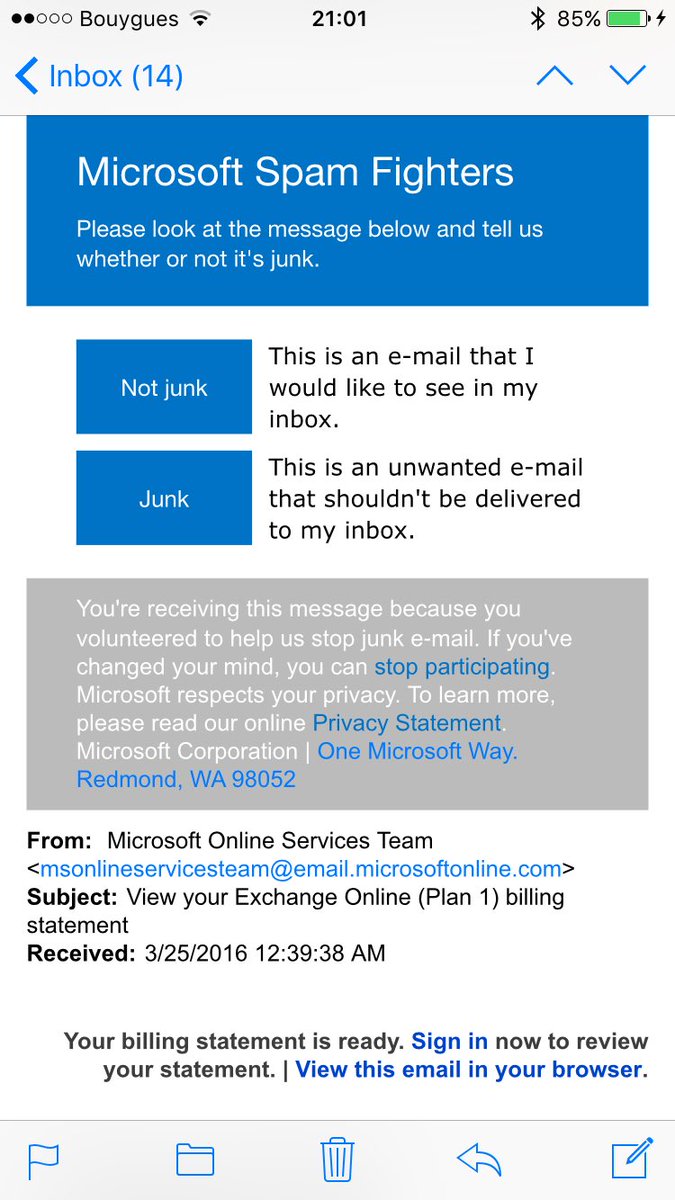 Bouygues 21:01 85%
Inbox (14)
Microsoft Spam Fighters
Please look at the message below and tell us
whether or not it's junk.
Not junk
This is an e-mail that I
would like to see in my
inbox.
Junk
This is an unwanted e-mail
that shouldn't be delivered
to my inbox.
You're receiving this message because you
volunteered to help us stop junk e-mail. If you've
changed your mind, you can stop participating.
Microsoft respects your privacy. To learn more,
please read our online Privacy Statement.
Microsoft Corporation | One Microsoft Way.
Redmond, WA 98052
From: Microsoft Online Services Team
<msonlineservicesteam@email.microsoftonline.com>
Subject: View your Exchange Online (Plan 1) billing
statement
Received: 3/25/2016 12:39:38 AM
Your billing statement is ready. Sign in now to review
your statement. | View this email in your browser.